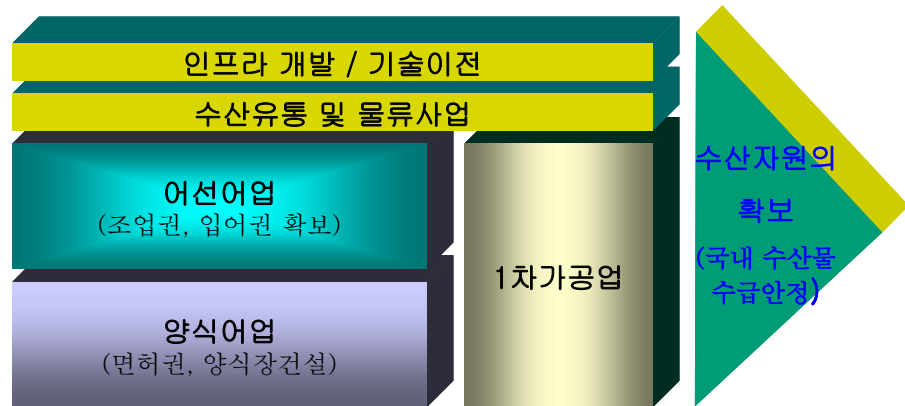 인프라 개발 / 기술이전
수산유통 및 물류사업
어선어업
(조업권, 입어권 확보)
양식어업
(면허권, 양식장건설)
1차가공업
수산자원의
확보
(국내 수산물
수급안정)